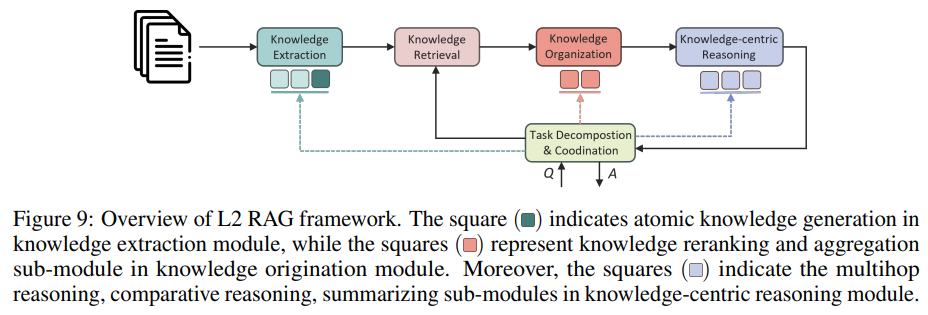 Knowledge
Extraction
Knowledge
Retrieval
Knowledge
Organization
Knowledge-centric
Reasoning
Task Decompostion
& Coodination
Q
A
Figure 9: Overview of L2 RAG framework. The square (■) indicates atomic knowledge generation in
knowledge extraction module, while the squares (■) represent knowledge reranking and aggregation
sub-module in knowledge origination module. Moreover, the squares (■) indicate the multihop
reasoning, comparative reasoning, summarizing sub-modules in knowledge-centric reasoning module.